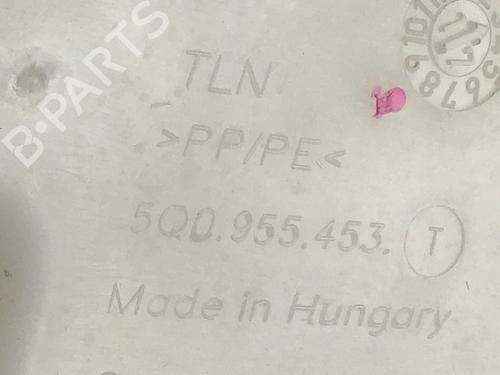 B-PARTS
TLN
>PP/PE<
5Q0.955.453. T
Made in Hungary